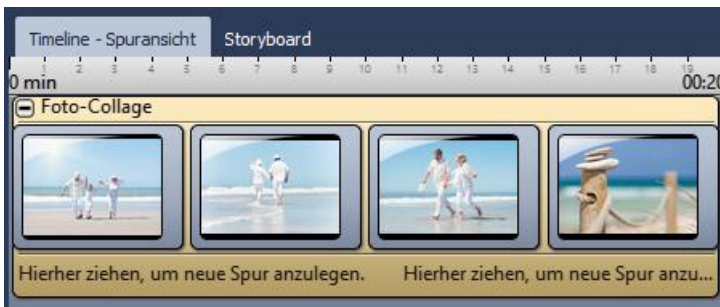 Timeline - Spuransicht Storyboard
1 2 3 4 5 6 7 8 9 10 11 12 13 14 15 16 17 18 19
0 min 00:20
Foto-Collage
Hierher ziehen, um neue Spur anzulegen. Hierher ziehen, um neue Spur anzu...